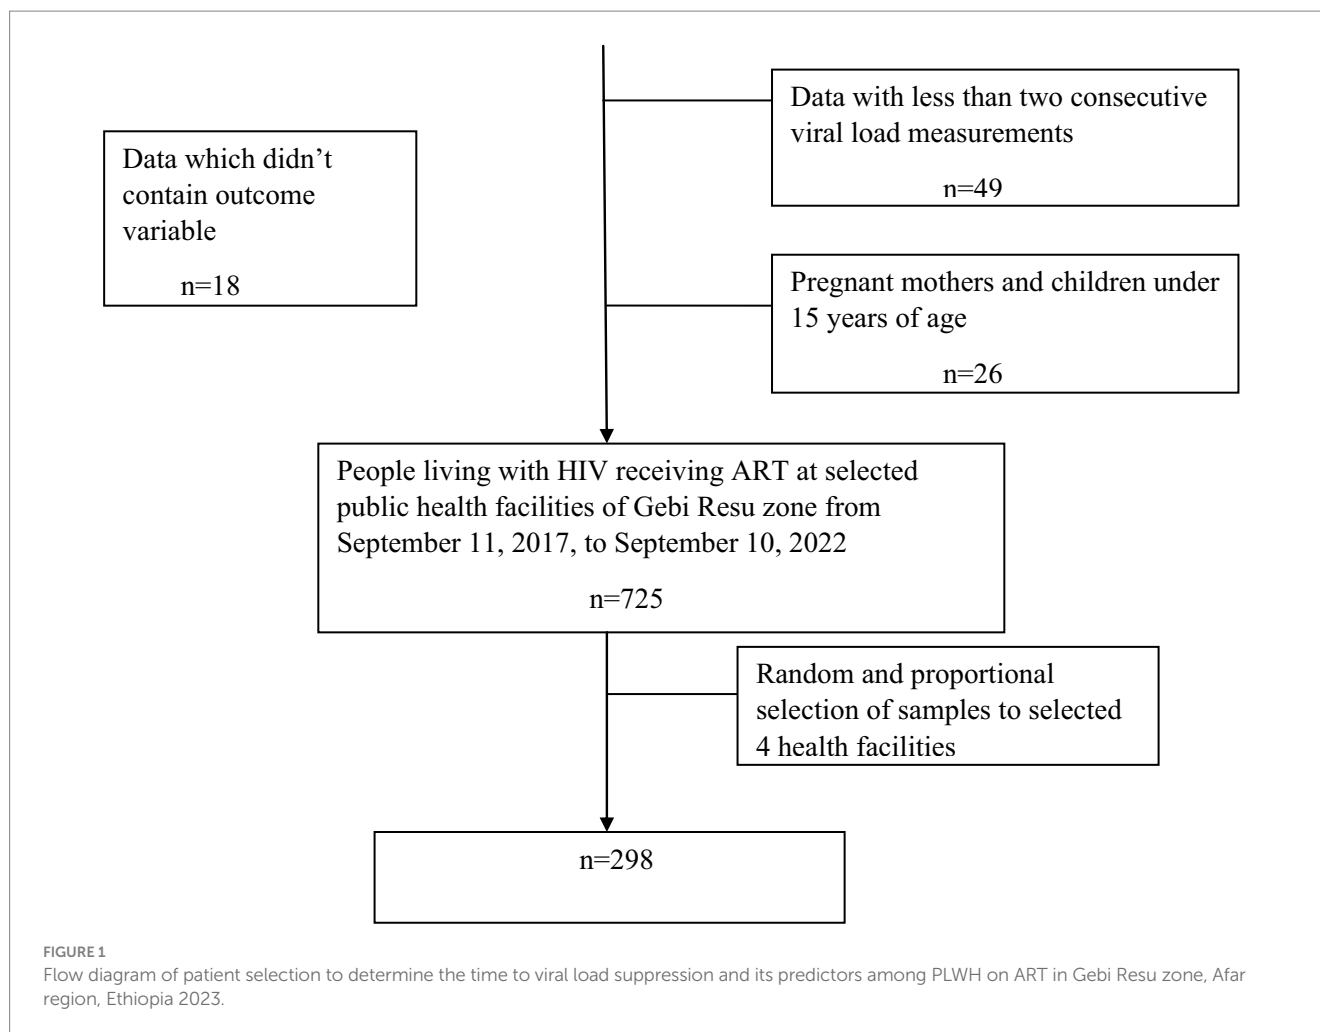 Data with less than two consecutive
viral load measurements
n=49
Data which didn't
contain outcome
variable
n=18
Pregnant mothers and children under
15 years of age
n=26
People living with HIV receiving ART at selected
public health facilities of Gebi Resu zone from
September 11, 2017, to September 10, 2022
n=725
Random and proportional
selection of samples to selected
4 health facilities
n=298
FIGURE 1
Flow diagram of patient selection to determine the time to viral load suppression and its predictors among PLWH on ART in Gebi Resu zone, Afar
region, Ethiopia 2023.